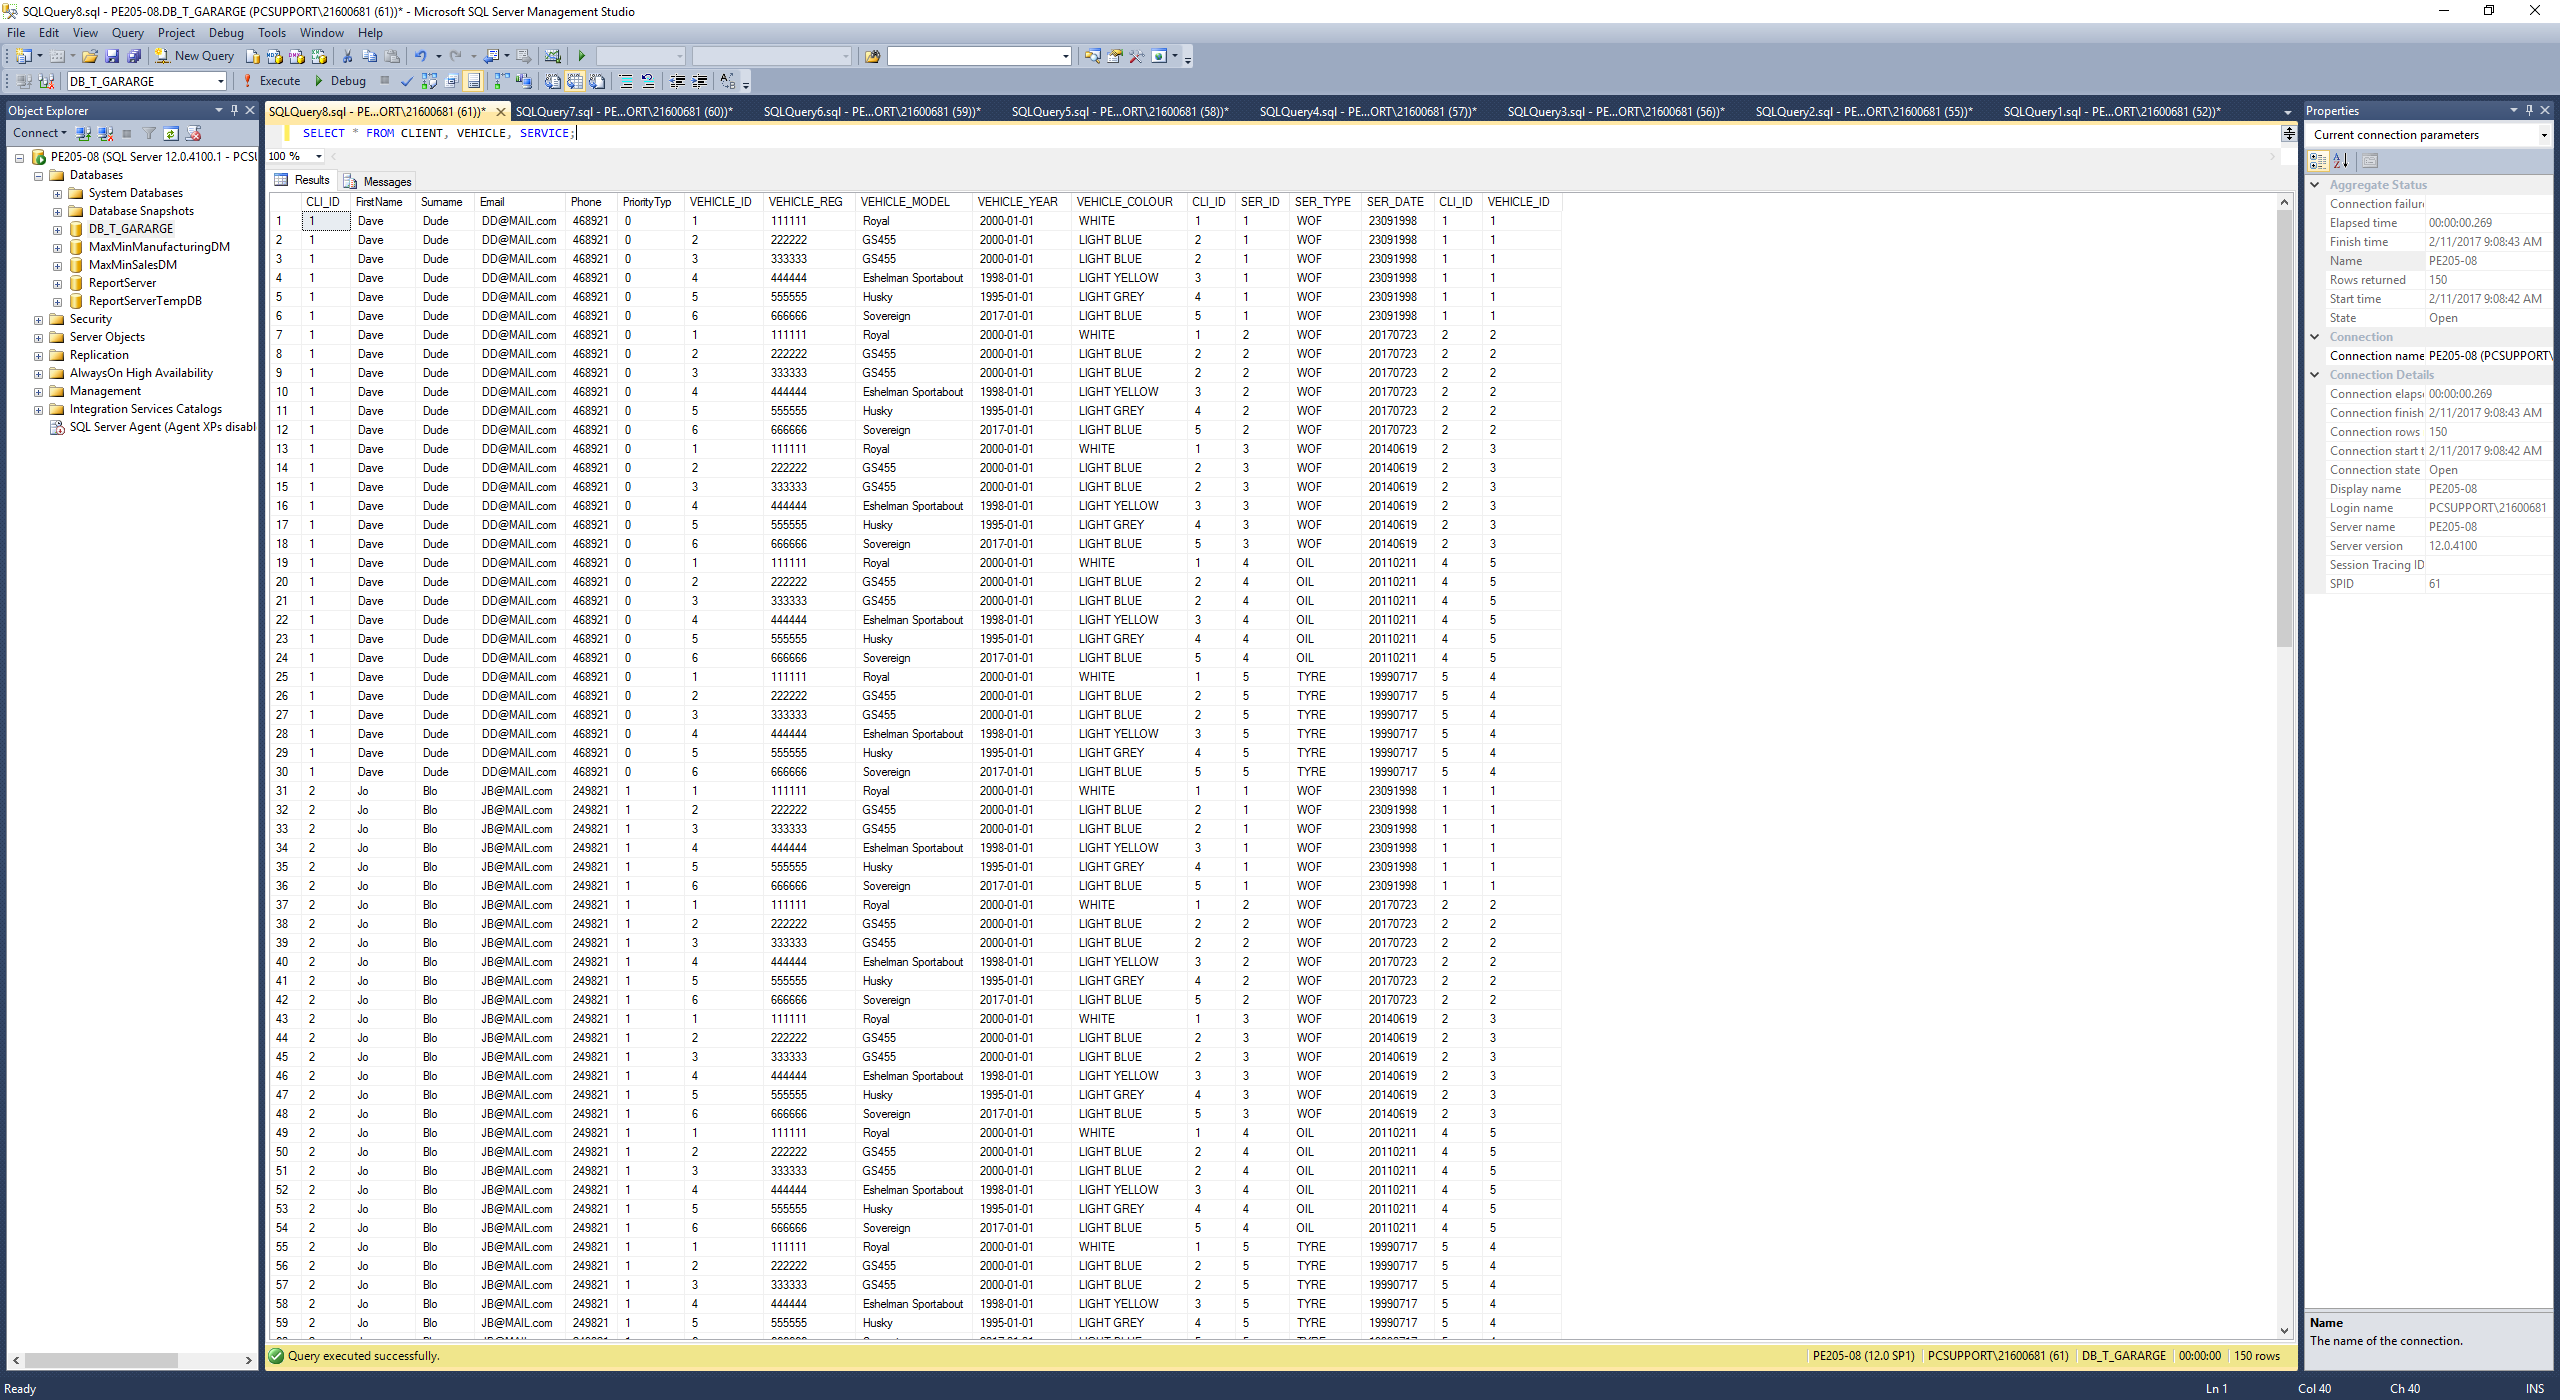 SQLQuery8.sql - PE205-08.DB_T_GARARGE (PCSUPPORT\21600681 (61))* - Microsoft SQL Server Management Studio
File Edit View Query Project Debug Tools Window Help
New Query
DB_T_GARARGE Execute Debug
Object Explorer
Connect
PE205-08 (SQL Server 12.0.4100.1 - PCSU
Databases
System Databases
Database Snapshots
DB_T_GARARGE
MaxMinManufacturingDM
MaxMinSalesDM
ReportServer
ReportServerTempDB
Security
Server Objects
Replication
AlwaysOn High Availability
Management
Integration Services Catalogs
SQL Server Agent (Agent XPs disabl
SQLQuery8.sql - PE...ORT\21600681 (61))* SQLQuery7.sql - PE...ORT\21600681 (60))* SQLQuery6.sql - PE...ORT\21600681 (59))* SQLQuery5.sql - PE...ORT\21600681 (58))* SQLQuery4.sql - PE...ORT\21600681 (57))* SQLQuery3.sql - PE...ORT\21600681 (56))* SQLQuery2.sql - PE...ORT\21600681 (55))* SQLQuery1.sql - PE...ORT\21600681 (52))*
SELECT * FROM CLIENT, VEHICLE, SERVICE;
100 %
Results Messages
CLI_ID FirstName Surname Email Phone PriorityTyp VEHICLE_ID VEHICLE_REG VEHICLE_MODEL VEHICLE_YEAR VEHICLE_COLOUR CLI_ID SER_ID SER_TYPE SER_DATE CLI_ID VEHICLE_ID
1 1 Dave Dude DD@MAIL.com 468921 0 1 111111 Royal 2000-01-01 WHITE 1 1 WOF 23091998 1 1
2 1 Dave Dude DD@MAIL.com 468921 0 2 222222 GS455 2000-01-01 LIGHT BLUE 2 1 WOF 23091998 1 1
3 1 Dave Dude DD@MAIL.com 468921 0 3 333333 GS455 2000-01-01 LIGHT BLUE 2 1 WOF 23091998 1 1
4 1 Dave Dude DD@MAIL.com 468921 0 4 444444 Eshelman Sportabout 1998-01-01 LIGHT YELLOW 3 1 WOF 23091998 1 1
5 1 Dave Dude DD@MAIL.com 468921 0 5 555555 Husky 1995-01-01 LIGHT GREY 4 1 WOF 23091998 1 1
6 1 Dave Dude DD@MAIL.com 468921 0 6 666666 Sovereign 2017-01-01 LIGHT BLUE 5 1 WOF 23091998 1 1
7 1 Dave Dude DD@MAIL.com 468921 0 1 111111 Royal 2000-01-01 WHITE 1 2 WOF 20170723 2 2
8 1 Dave Dude DD@MAIL.com 468921 0 2 222222 GS455 2000-01-01 LIGHT BLUE 2 2 WOF 20170723 2 2
9 1 Dave Dude DD@MAIL.com 468921 0 3 333333 GS455 2000-01-01 LIGHT BLUE 2 2 WOF 20170723 2 2
10 1 Dave Dude DD@MAIL.com 468921 0 4 444444 Eshelman Sportabout 1998-01-01 LIGHT YELLOW 3 2 WOF 20170723 2 2
11 1 Dave Dude DD@MAIL.com 468921 0 5 555555 Husky 1995-01-01 LIGHT GREY 4 2 WOF 20170723 2 2
12 1 Dave Dude DD@MAIL.com 468921 0 6 666666 Sovereign 2017-01-01 LIGHT BLUE 5 2 WOF 20170723 2 2
13 1 Dave Dude DD@MAIL.com 468921 0 1 111111 Royal 2000-01-01 WHITE 1 3 WOF 20140619 2 3
14 1 Dave Dude DD@MAIL.com 468921 0 2 222222 GS455 2000-01-01 LIGHT BLUE 2 3 WOF 20140619 2 3
15 1 Dave Dude DD@MAIL.com 468921 0 3 333333 GS455 2000-01-01 LIGHT BLUE 2 3 WOF 20140619 2 3
16 1 Dave Dude DD@MAIL.com 468921 0 4 444444 Eshelman Sportabout 1998-01-01 LIGHT YELLOW 3 3 WOF 20140619 2 3
17 1 Dave Dude DD@MAIL.com 468921 0 5 555555 Husky 1995-01-01 LIGHT GREY 4 3 WOF 20140619 2 3
18 1 Dave Dude DD@MAIL.com 468921 0 6 666666 Sovereign 2017-01-01 LIGHT BLUE 5 3 WOF 20140619 2 3
19 1 Dave Dude DD@MAIL.com 468921 0 1 111111 Royal 2000-01-01 WHITE 1 4 OIL 20110211 4 5
20 1 Dave Dude DD@MAIL.com 468921 0 2 222222 GS455 2000-01-01 LIGHT BLUE 2 4 OIL 20110211 4 5
21 1 Dave Dude DD@MAIL.com 468921 0 3 333333 GS455 2000-01-01 LIGHT BLUE 2 4 OIL 20110211 4 5
22 1 Dave Dude DD@MAIL.com 468921 0 4 444444 Eshelman Sportabout 1998-01-01 LIGHT YELLOW 3 4 OIL 20110211 4 5
23 1 Dave Dude DD@MAIL.com 468921 0 5 555555 Husky 1995-01-01 LIGHT GREY 4 4 OIL 20110211 4 5
24 1 Dave Dude DD@MAIL.com 468921 0 6 666666 Sovereign 2017-01-01 LIGHT BLUE 5 4 OIL 20110211 4 5
25 1 Dave Dude DD@MAIL.com 468921 0 1 111111 Royal 2000-01-01 WHITE 1 5 TYRE 19990717 5 4
26 1 Dave Dude DD@MAIL.com 468921 0 2 222222 GS455 2000-01-01 LIGHT BLUE 2 5 TYRE 19990717 5 4
27 1 Dave Dude DD@MAIL.com 468921 0 3 333333 GS455 2000-01-01 LIGHT BLUE 2 5 TYRE 19990717 5 4
28 1 Dave Dude DD@MAIL.com 468921 0 4 444444 Eshelman Sportabout 1998-01-01 LIGHT YELLOW 3 5 TYRE 19990717 5 4
29 1 Dave Dude DD@MAIL.com 468921 0 5 555555 Husky 1995-01-01 LIGHT GREY 4 5 TYRE 19990717 5 4
30 1 Dave Dude DD@MAIL.com 468921 0 6 666666 Sovereign 2017-01-01 LIGHT BLUE 5 5 TYRE 19990717 5 4
31 2 Jo Blo JB@MAIL.com 249821 1 1 111111 Royal 2000-01-01 WHITE 1 1 WOF 23091998 1 1
32 2 Jo Blo JB@MAIL.com 249821 1 2 222222 GS455 2000-01-01 LIGHT BLUE 2 1 WOF 23091998 1 1
33 2 Jo Blo JB@MAIL.com 249821 1 3 333333 GS455 2000-01-01 LIGHT BLUE 2 1 WOF 23091998 1 1
34 2 Jo Blo JB@MAIL.com 249821 1 4 444444 Eshelman Sportabout 1998-01-01 LIGHT YELLOW 3 1 WOF 23091998 1 1
35 2 Jo Blo JB@MAIL.com 249821 1 5 555555 Husky 1995-01-01 LIGHT GREY 4 1 WOF 23091998 1 1
36 2 Jo Blo JB@MAIL.com 249821 1 6 666666 Sovereign 2017-01-01 LIGHT BLUE 5 1 WOF 23091998 1 1
37 2 Jo Blo JB@MAIL.com 249821 1 1 111111 Royal 2000-01-01 WHITE 1 2 WOF 20170723 2 2
38 2 Jo Blo JB@MAIL.com 249821 1 2 222222 GS455 2000-01-01 LIGHT BLUE 2 2 WOF 20170723 2 2
39 2 Jo Blo JB@MAIL.com 249821 1 3 333333 GS455 2000-01-01 LIGHT BLUE 2 2 WOF 20170723 2 2
40 2 Jo Blo JB@MAIL.com 249821 1 4 444444 Eshelman Sportabout 1998-01-01 LIGHT YELLOW 3 2 WOF 20170723 2 2
41 2 Jo Blo JB@MAIL.com 249821 1 5 555555 Husky 1995-01-01 LIGHT GREY 4 2 WOF 20170723 2 2
42 2 Jo Blo JB@MAIL.com 249821 1 6 666666 Sovereign 2017-01-01 LIGHT BLUE 5 2 WOF 20170723 2 2
43 2 Jo Blo JB@MAIL.com 249821 1 1 111111 Royal 2000-01-01 WHITE 1 3 WOF 20140619 2 3
44 2 Jo Blo JB@MAIL.com 249821 1 2 222222 GS455 2000-01-01 LIGHT BLUE 2 3 WOF 20140619 2 3
45 2 Jo Blo JB@MAIL.com 249821 1 3 333333 GS455 2000-01-01 LIGHT BLUE 2 3 WOF 20140619 2 3
46 2 Jo Blo JB@MAIL.com 249821 1 4 444444 Eshelman Sportabout 1998-01-01 LIGHT YELLOW 3 3 WOF 20140619 2 3
47 2 Jo Blo JB@MAIL.com 249821 1 5 555555 Husky 1995-01-01 LIGHT GREY 4 3 WOF 20140619 2 3
48 2 Jo Blo JB@MAIL.com 249821 1 6 666666 Sovereign 2017-01-01 LIGHT BLUE 5 3 WOF 20140619 2 3
49 2 Jo Blo JB@MAIL.com 249821 1 1 111111 Royal 2000-01-01 WHITE 1 4 OIL 20110211 4 5
50 2 Jo Blo JB@MAIL.com 249821 1 2 222222 GS455 2000-01-01 LIGHT BLUE 2 4 OIL 20110211 4 5
51 2 Jo Blo JB@MAIL.com 249821 1 3 333333 GS455 2000-01-01 LIGHT BLUE 2 4 OIL 20110211 4 5
52 2 Jo Blo JB@MAIL.com 249821 1 4 444444 Eshelman Sportabout 1998-01-01 LIGHT YELLOW 3 4 OIL 20110211 4 5
53 2 Jo Blo JB@MAIL.com 249821 1 5 555555 Husky 1995-01-01 LIGHT GREY 4 4 OIL 20110211 4 5
54 2 Jo Blo JB@MAIL.com 249821 1 6 666666 Sovereign 2017-01-01 LIGHT BLUE 5 4 OIL 20110211 4 5
55 2 Jo Blo JB@MAIL.com 249821 1 1 111111 Royal 2000-01-01 WHITE 1 5 TYRE 19990717 5 4
56 2 Jo Blo JB@MAIL.com 249821 1 2 222222 GS455 2000-01-01 LIGHT BLUE 2 5 TYRE 19990717 5 4
57 2 Jo Blo JB@MAIL.com 249821 1 3 333333 GS455 2000-01-01 LIGHT BLUE 2 5 TYRE 19990717 5 4
58 2 Jo Blo JB@MAIL.com 249821 1 4 444444 Eshelman Sportabout 1998-01-01 LIGHT YELLOW 3 5 TYRE 19990717 5 4
59 2 Jo Blo JB@MAIL.com 249821 1 5 555555 Husky 1995-01-01 LIGHT GREY 4 5 TYRE 19990717 5 4
Query executed successfully. PE205-08 (12.0 SP1) PCSUPPORT\21600681 (61) DB_T_GARARGE 00:00:00 150 rows
Properties
Current connection parameters
Aggregate Status
Connection failure
Elapsed time 00:00:00.269
Finish time 2/11/2017 9:08:43 AM
Name PE205-08
Rows returned 150
Start time 2/11/2017 9:08:42 AM
State Open
Connection
Connection name PE205-08 (PCSUPPORT\
Connection Details
Connection elaps 00:00:00.269
Connection finish 2/11/2017 9:08:43 AM
Connection rows 150
Connection start t 2/11/2017 9:08:42 AM
Connection state Open
Display name PE205-08
Login name PCSUPPORT\21600681
Server name PE205-08
Server version 12.0.4100
Session Tracing ID
SPID 61
Name
The name of the connection.
Ready Ln 1 Col 40 Ch 40 INS